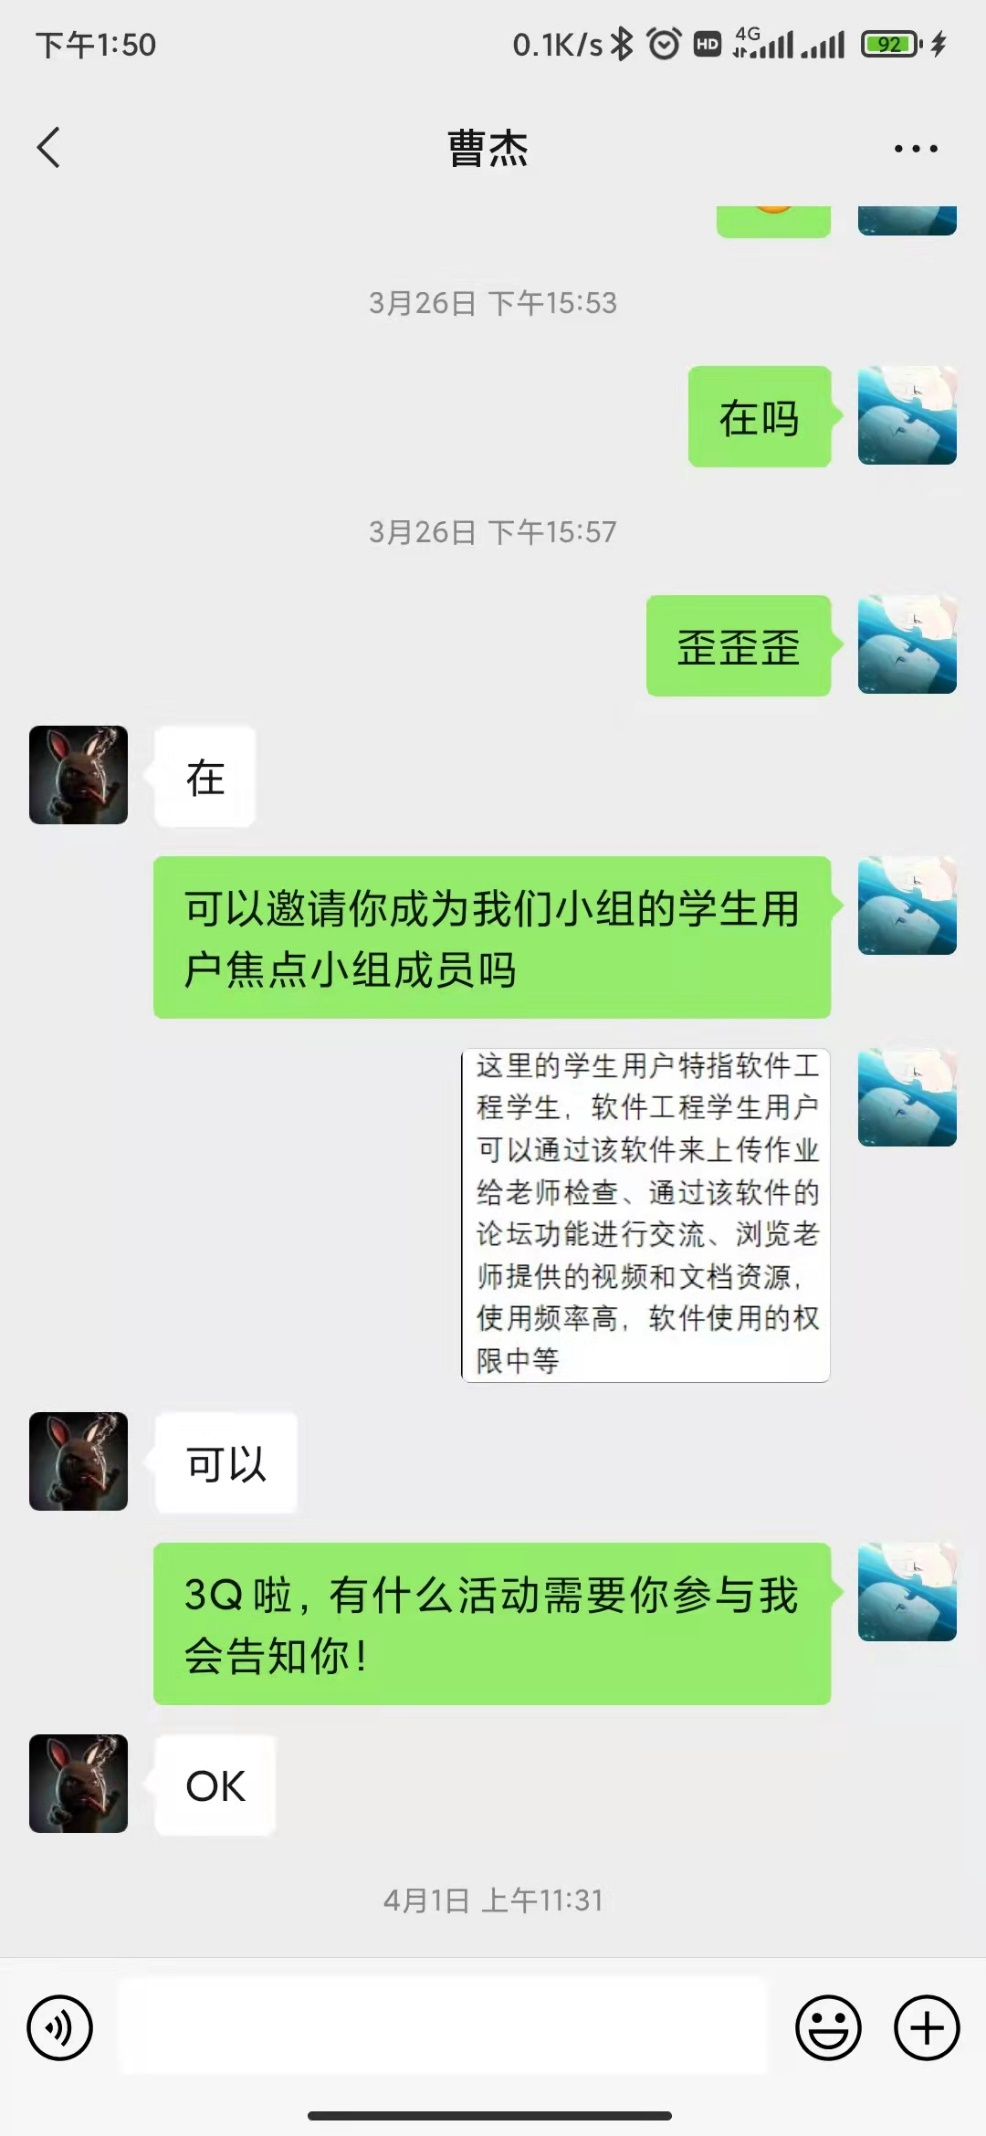 下午1:50
0.1K/s HD 4G 92
曹杰
3月26日 下午15:53
在吗
3月26日 下午15:57
歪歪歪
在
可以邀请你成为我们小组的学生用
户焦点小组成员吗
这里的学生用户特指软件工
程学生，软件工程学生用户
可以通过该软件来上传作业
给老师检查、通过该软件的
论坛功能进行交流、浏览老
师提供的视频和文档资源，
使用频率高，软件使用的权
限中等
可以
3Q 啦，有什么活动需要你参与我
会告知你！
OK
4月1日 上午11:31